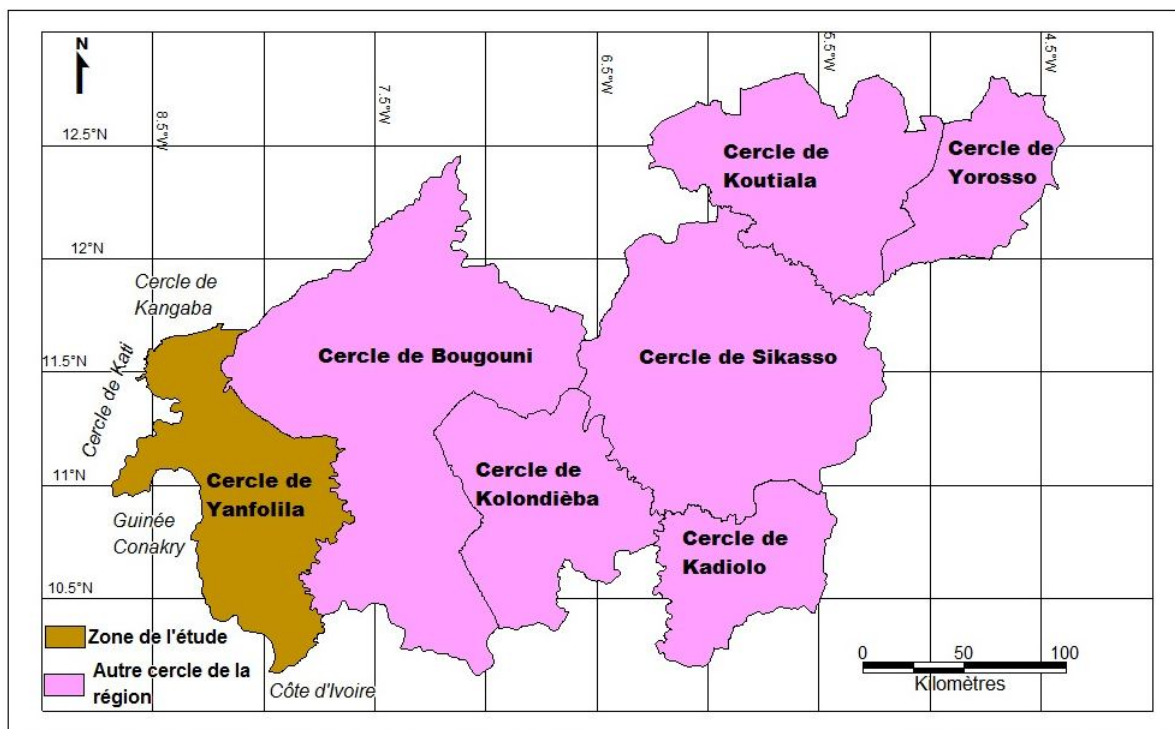 N
8.5°W
7.5°W
6.5°W
5.5°W
4.5°W
12.5°N
12°N
11.5°N
11°N
10.5°N
Cercle de
Koutiala
Cercle de
Yorosso
Cercle de
Kangaba
Cercle de Kati
Cercle de Bougouni
Cercle de Sikasso
Cercle de
Yanfolila
Cercle de
Kolondièba
Guinée
Conakry
Cercle de
Kadiolo
Zone de l'étude
Autre cercle de la
région
Côte d'Ivoire
0 50 100
Kilomètres